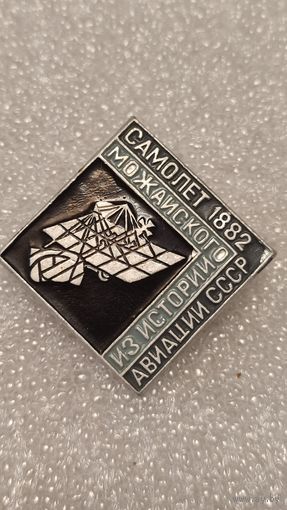 САМОЛЕТ 1882
МОЖАЙСКОГО
ИЗ ИСТОРИИ
АВИАЦИИ СССР